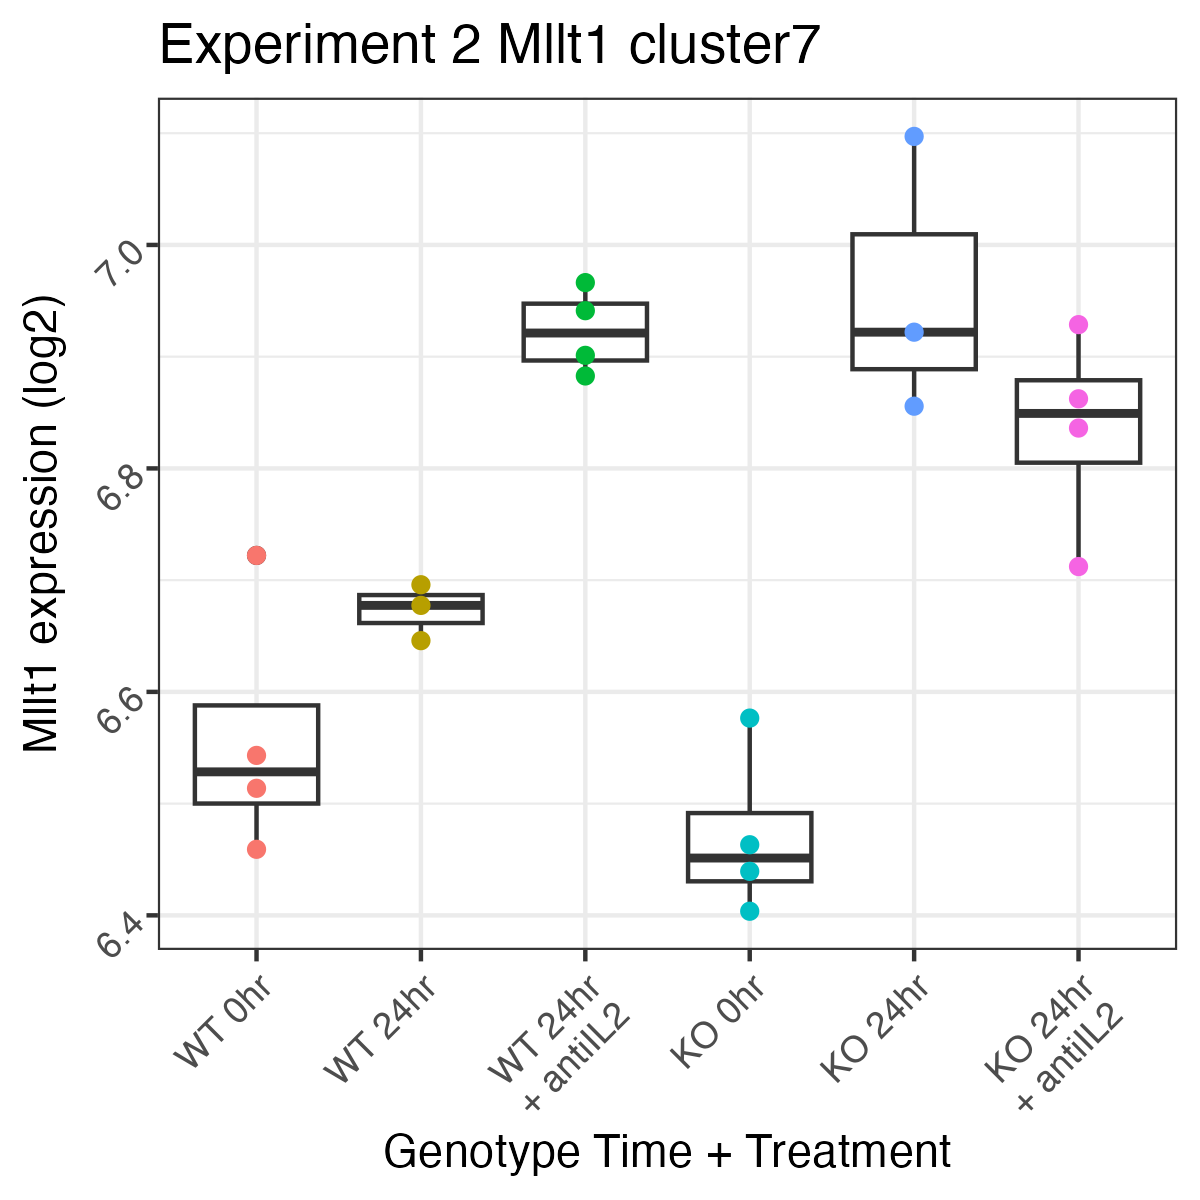 Experiment 2 Mllt1 cluster7
Mllt1 expression (log2)
7.0
6.8
6.6
6.4
WT 0hr
WT 24hr
WT 24hr
+ antiIL2
KO 0hr
KO 24hr
KO 24hr
+ antiIL2
Genotype Time + Treatment